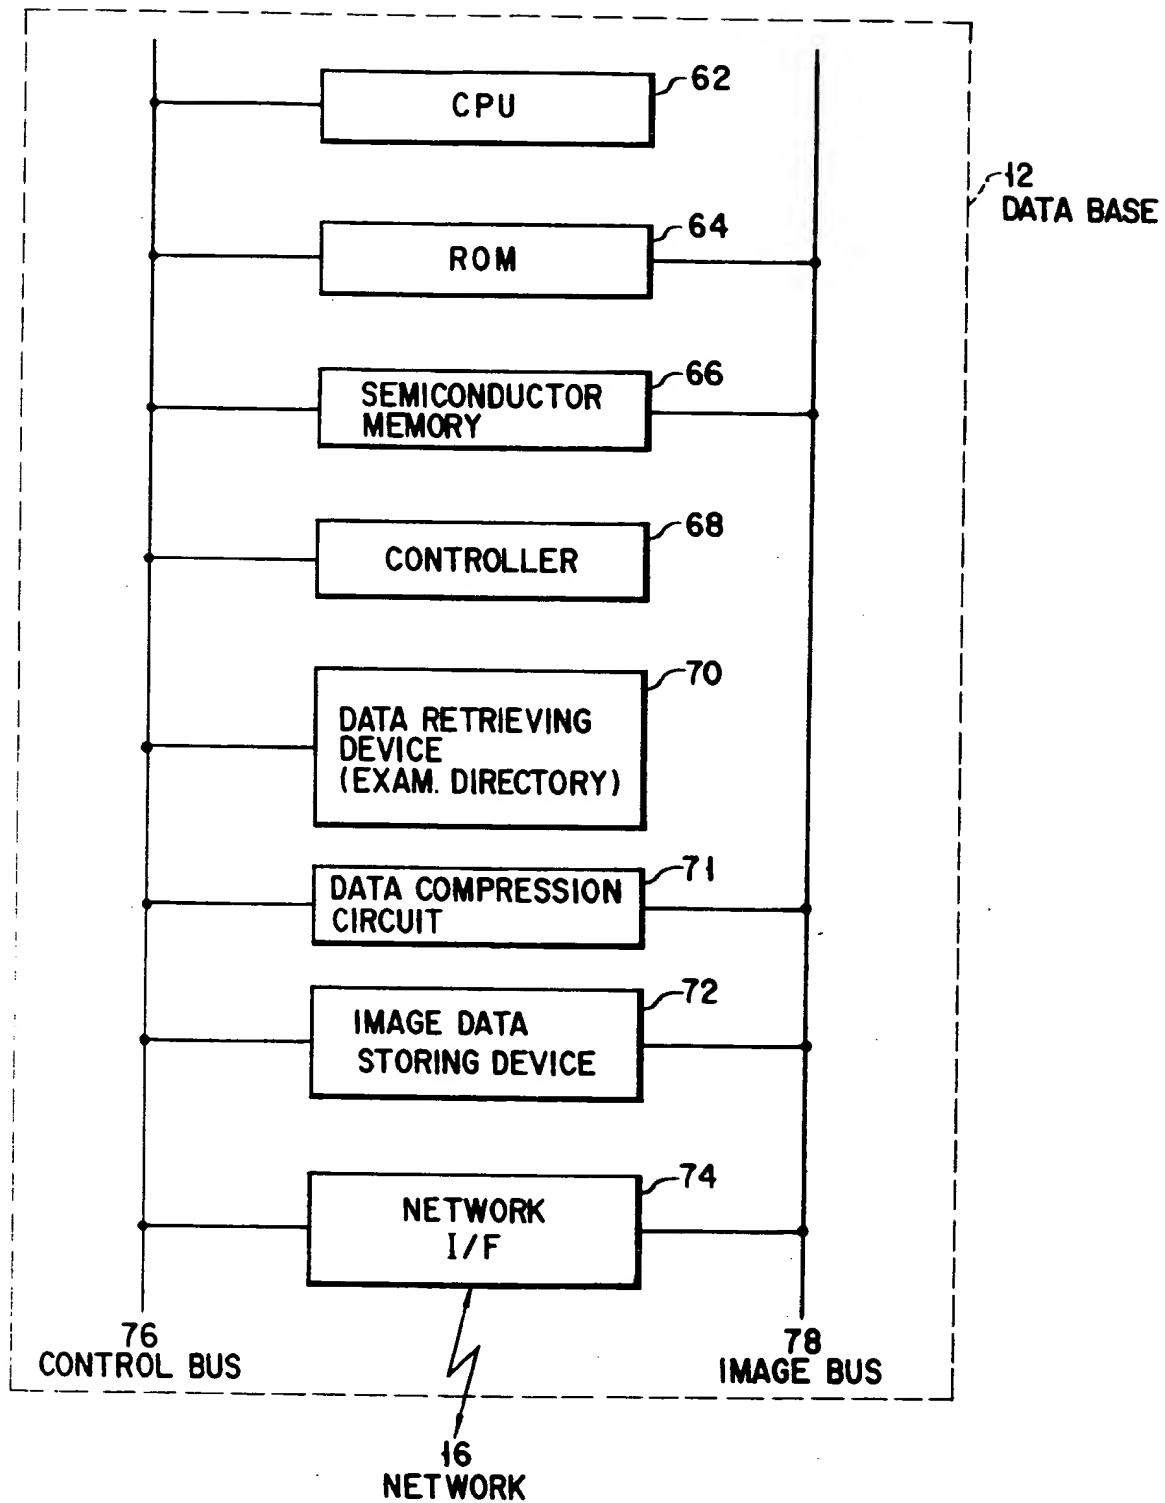 62
CPU
12
DATA BASE
64
ROM
66
SEMICONDUCTOR
MEMORY
68
CONTROLLER
70
DATA RETRIEVING
DEVICE
(EXAM. DIRECTORY)
71
DATA COMPRESSION
CIRCUIT
72
IMAGE DATA
STORING DEVICE
74
NETWORK
I/F
76
CONTROL BUS
78
IMAGE BUS
16
NETWORK